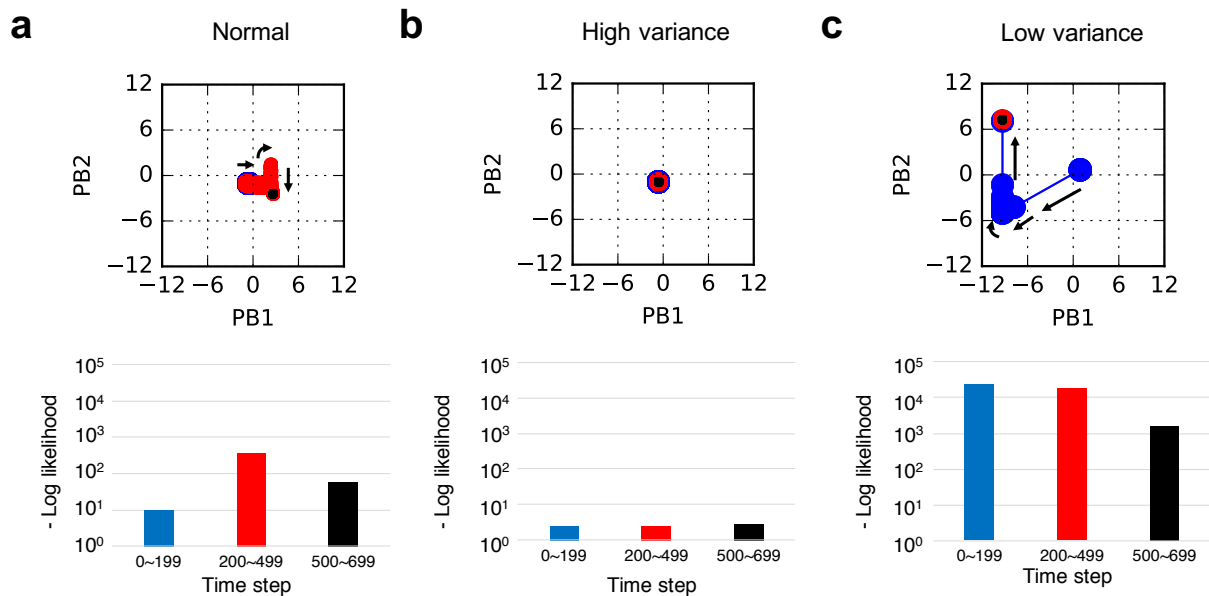 a
Normal
b
High variance
c
Low variance
12
6
0
−6
−12
PB2
−12 −6 0 6 12
PB1
12
6
0
−6
−12
PB2
−12 −6 0 6 12
PB1
12
6
0
−6
−12
PB2
−12 −6 0 6 12
PB1
10⁵
10⁴
10³
10²
10¹
10⁰
- Log likelihood
0~199 200~499 500~699
Time step
10⁵
10⁴
10³
10²
10¹
10⁰
- Log likelihood
0~199 200~499 500~699
Time step
10⁵
10⁴
10³
10²
10¹
10⁰
- Log likelihood
0~199 200~499 500~699
Time step